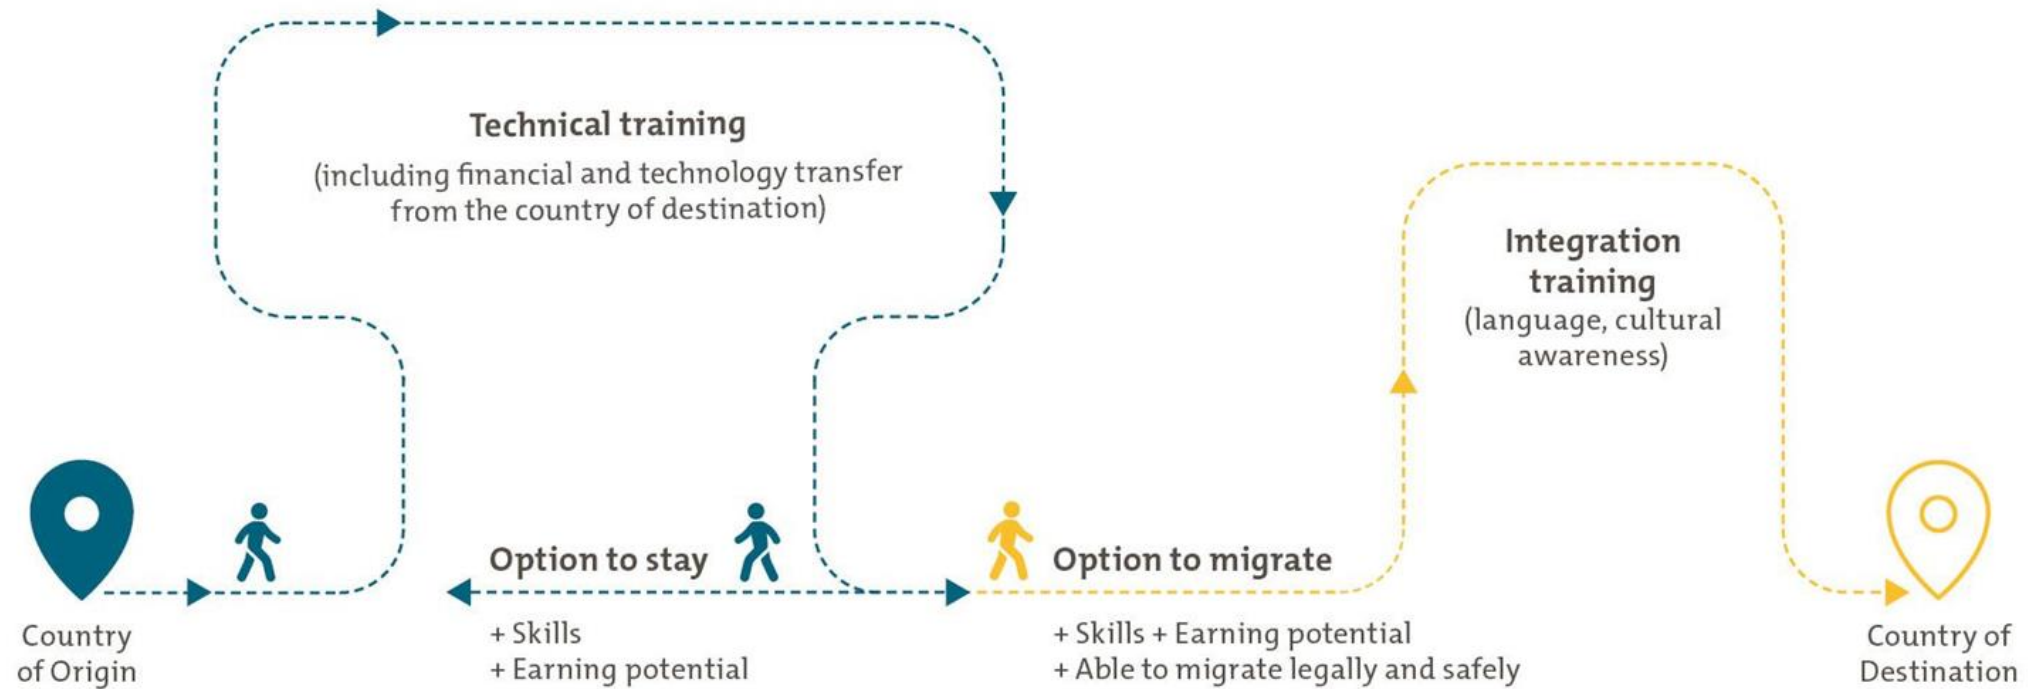 Technical training
(including financial and technology transfer
from the country of destination)
Integration
training
(language, cultural
awareness)
Option to stay
Option to migrate
Country
of Origin
+ Skills
+ Earning potential
+ Skills + Earning potential
+ Able to migrate legally and safely
Country of
Destination